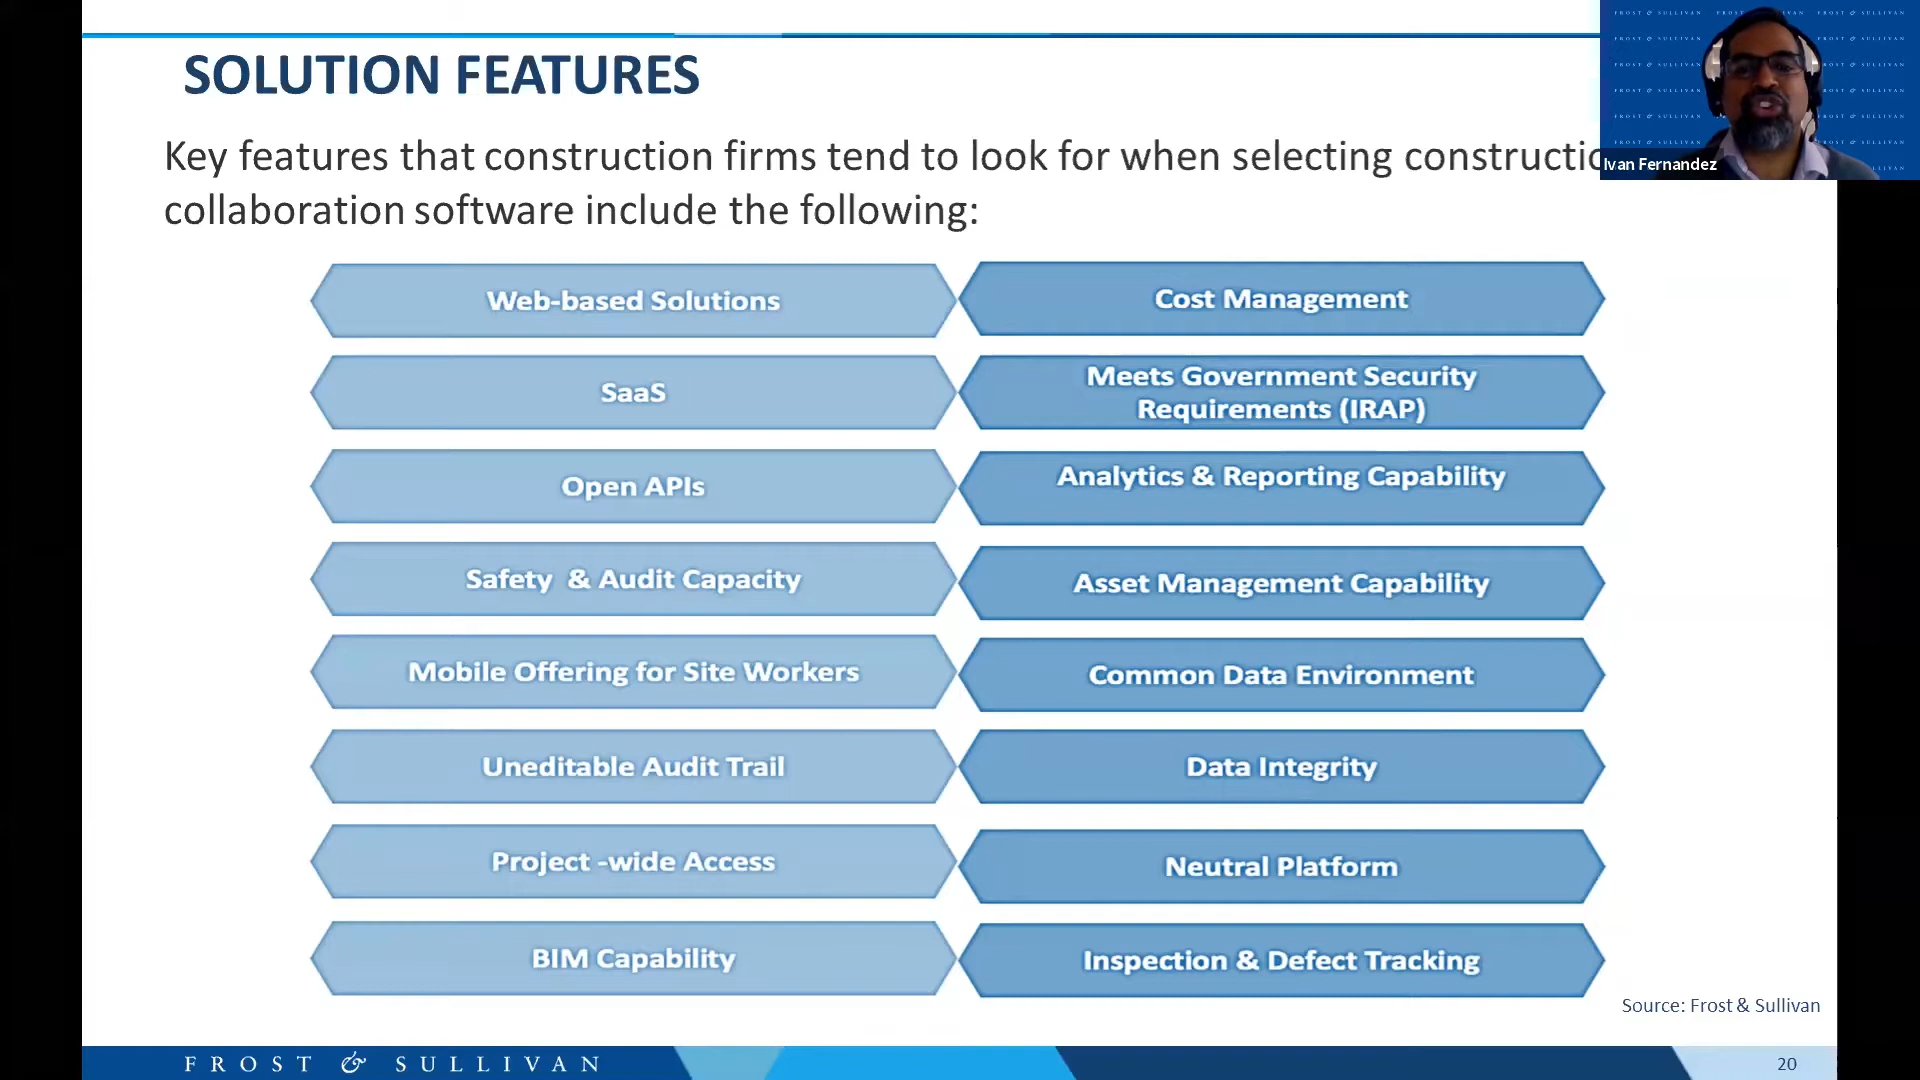 SOLUTION FEATURES
Key features that construction firms tend to look for when selecting constructio
collaboration software include the following:
Web-based Solutions
Cost Management
SaaS
Meets Government Security
Requirements (IRAP)
Open APIs
Analytics & Reporting Capability
Safety & Audit Capacity
Asset Management Capability
Mobile Offering for Site Workers
Common Data Environment
Uneditable Audit Trail
Data Integrity
Project -wide Access
Neutral Platform
BIM Capability
Inspection & Defect Tracking
Source: Frost & Sullivan
FROST & SULLIVAN
20
Ivan Fernandez
FROST & SULLIVAN